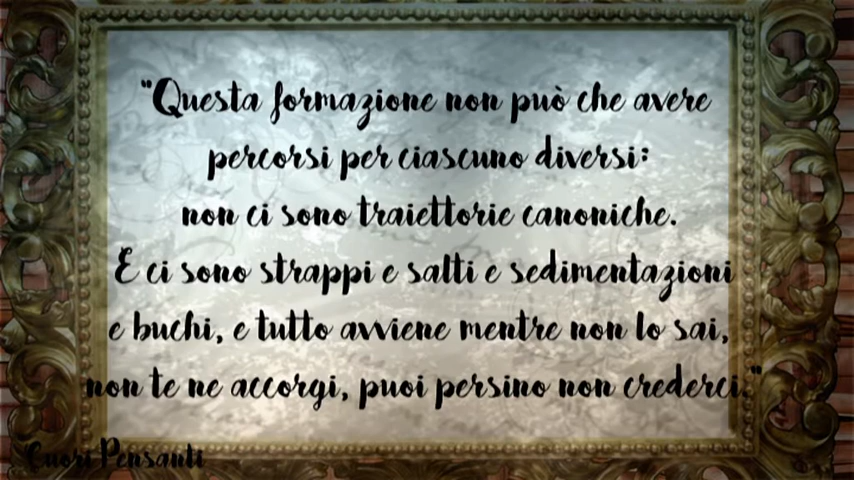 "Questa formazione non può che avere
percorsi per ciascuno diversi:
non ci sono traiettorie canoniche.
E ci sono strappi e salti e sedimentazioni
e buchi, e tutto avviene mentre non lo sai,
non te ne accorgi, puoi persino non crederci."
Cuori Pensanti